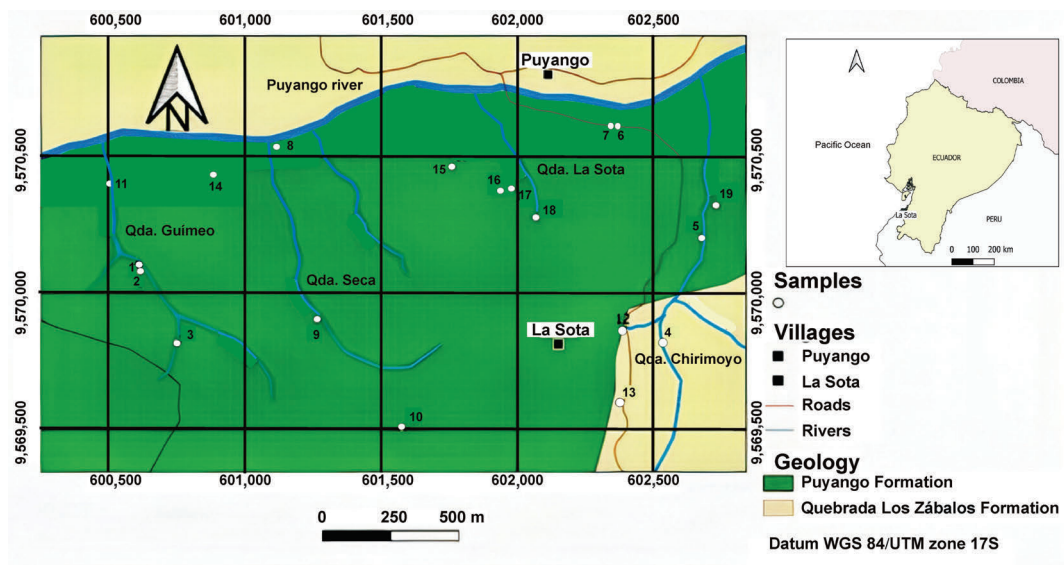 600,500 601,000 601,500 602,000 602,500
Puyango
Puyango river
COLOMBIA
Pacific Ocean
ECUADOR
La Sota
PERU
0 100 200 km
9,570,500
9,570,000
9,569,500
8
7 6
15
Qda. La Sota
11
14
16
17
18
19
5
Qda. Guimeo
1
2
Qda. Seca
3
9
La Sota
12
4
Qda. Chirimoyo
13
10
9,570,500
9,570,000
9,569,500
600,500 601,000 601,500 602,000 602,500
0 250 500 m
Samples
Villages
Puyango
La Sota
Roads
Rivers
Geology
Puyango Formation
Quebrada Los Zábalos Formation
Datum WGS 84/UTM zone 17S